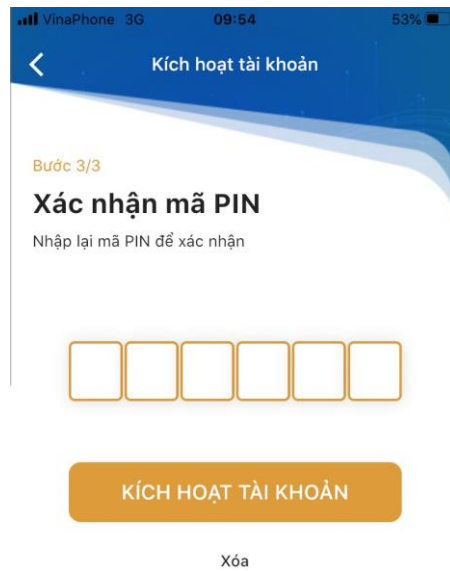 VinaPhone 3G 09:54 53%
Kích hoạt tài khoản
Bước 3/3
Xác nhận mã PIN
Nhập lại mã PIN để xác nhận
KÍCH HOẠT TÀI KHOẢN
Xóa